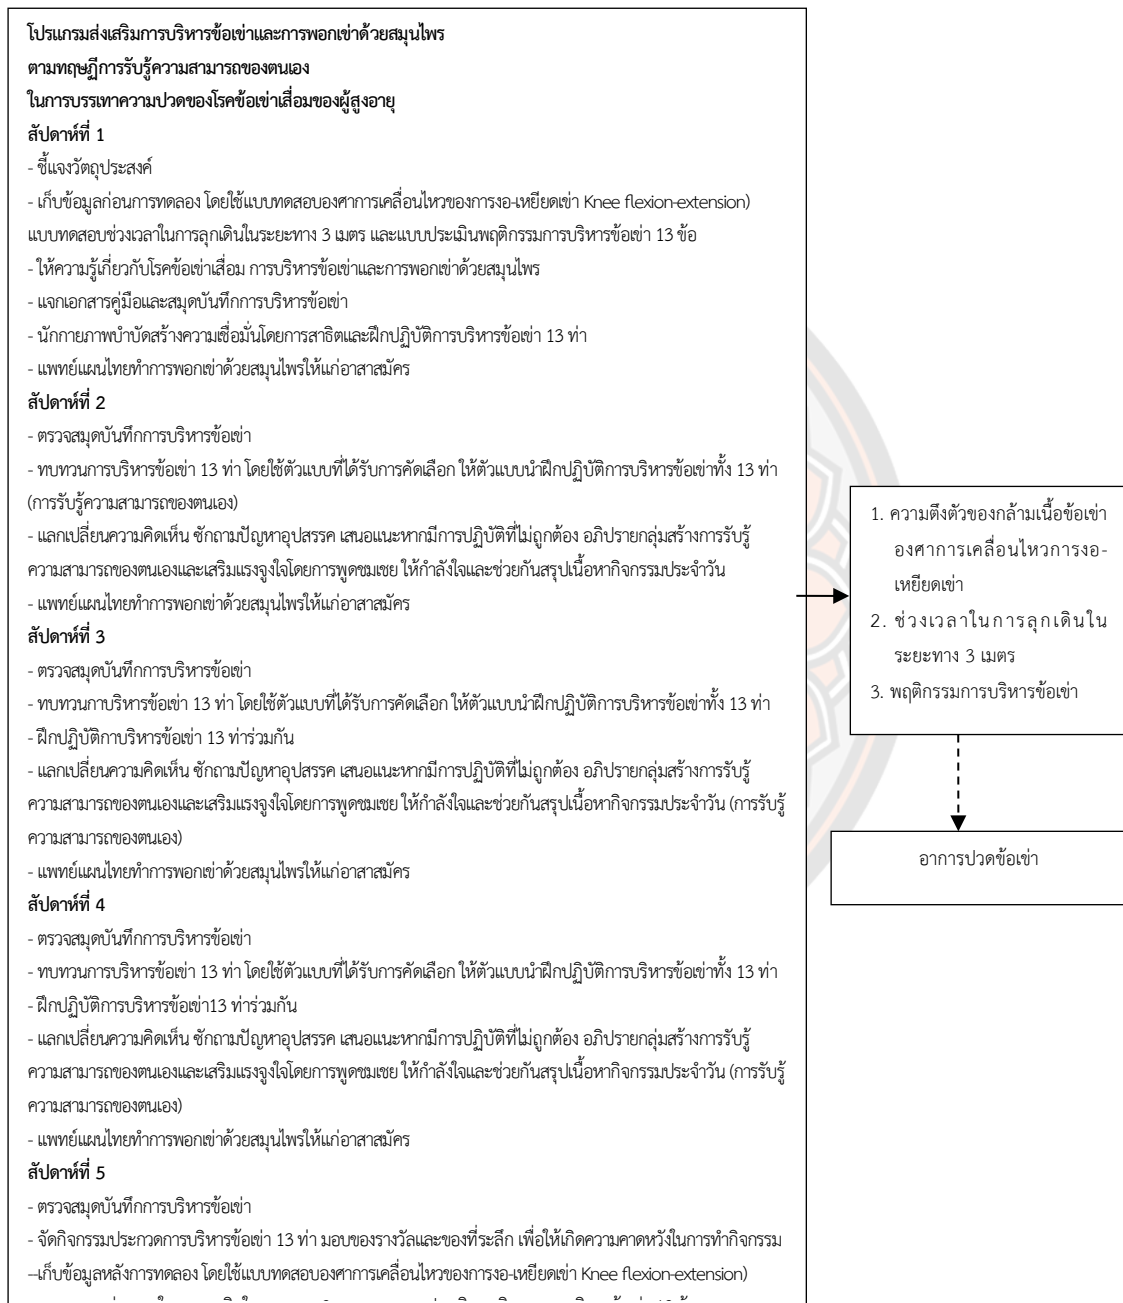 โปรแกรมส่งเสริมการบริหารข้อเข่าและการพอกเข่าด้วยสมุนไพร
ตามทฤษฎีการรับรู้ความสามารถของตนเอง
ในการบรรเทาความปวดของโรคข้อเข่าเสื่อมของผู้สูงอายุ
สัปดาห์ที่ 1
- ชี้แจงวัตถุประสงค์
- เก็บข้อมูลก่อนการทดลอง โดยใช้แบบทดสอบองศาการเคลื่อนไหวของการงอ-เหยียดเข่า Knee flexion-extension)
แบบทดสอบช่วงเวลาในการลุกเดินในระยะทาง 3 เมตร และแบบประเมินพฤติกรรมการบริหารข้อเข่า 13 ข้อ
- ให้ความรู้เกี่ยวกับโรคข้อเข่าเสื่อม การบริหารข้อเข่าและการพอกเข่าด้วยสมุนไพร
- แจกเอกสารคู่มือและสมุดบันทึกการบริหารข้อเข่า
- นักกายภาพบำบัดสร้างความเชื่อมั่นโดยการสาธิตและฝึกปฏิบัติการบริหารข้อเข่า 13 ท่า
- แพทย์แผนไทยทำการพอกเข่าด้วยสมุนไพรให้แก่อาสาสมัคร
สัปดาห์ที่ 2
- ตรวจสมุดบันทึกการบริหารข้อเข่า
- ทบทวนการบริหารข้อเข่า 13 ท่า โดยใช้ตัวแบบที่ได้รับการคัดเลือก ให้ตัวแบบนำฝึกปฏิบัติการบริหารข้อเข่าทั้ง 13 ท่า
(การรับรู้ความสามารถของตนเอง)
- แลกเปลี่ยนความคิดเห็น ซักถามปัญหาอุปสรรค เสนอแนะหากมีการปฏิบัติที่ไม่ถูกต้อง อภิปรายกลุ่มสร้างการรับรู้
ความสามารถของตนเองและเสริมแรงจูงใจโดยการพูดชมเชย ให้กำลังใจและช่วยกันสรุปเนื้อหากิจกรรมประจำวัน
- แพทย์แผนไทยทำการพอกเข่าด้วยสมุนไพรให้แก่อาสาสมัคร
สัปดาห์ที่ 3
- ตรวจสมุดบันทึกการบริหารข้อเข่า
- ทบทวนกาบริหารข้อเข่า 13 ท่า โดยใช้ตัวแบบที่ได้รับการคัดเลือก ให้ตัวแบบนำฝึกปฏิบัติการบริหารข้อเข่าทั้ง 13 ท่า
- ฝึกปฏิบัติกาบริหารข้อเข่า 13 ท่าร่วมกัน
- แลกเปลี่ยนความคิดเห็น ซักถามปัญหาอุปสรรค เสนอแนะหากมีการปฏิบัติที่ไม่ถูกต้อง อภิปรายกลุ่มสร้างการรับรู้
ความสามารถของตนเองและเสริมแรงจูงใจโดยการพูดชมเชย ให้กำลังใจและช่วยกันสรุปเนื้อหากิจกรรมประจำวัน (การรับรู้
ความสามารถของตนเอง)
- แพทย์แผนไทยทำการพอกเข่าด้วยสมุนไพรให้แก่อาสาสมัคร
สัปดาห์ที่ 4
- ตรวจสมุดบันทึกการบริหารข้อเข่า
- ทบทวนการบริหารข้อเข่า 13 ท่า โดยใช้ตัวแบบที่ได้รับการคัดเลือก ให้ตัวแบบนำฝึกปฏิบัติการบริหารข้อเข่าทั้ง 13 ท่า
- ฝึกปฏิบัติการบริหารข้อเข่า13 ท่าร่วมกัน
- แลกเปลี่ยนความคิดเห็น ซักถามปัญหาอุปสรรค เสนอแนะหากมีการปฏิบัติที่ไม่ถูกต้อง อภิปรายกลุ่มสร้างการรับรู้
ความสามารถของตนเองและเสริมแรงจูงใจโดยการพูดชมเชย ให้กำลังใจและช่วยกันสรุปเนื้อหากิจกรรมประจำวัน (การรับรู้
ความสามารถของตนเอง)
- แพทย์แผนไทยทำการพอกเข่าด้วยสมุนไพรให้แก่อาสาสมัคร
สัปดาห์ที่ 5
- ตรวจสมุดบันทึกการบริหารข้อเข่า
- จัดกิจกรรมประกวดการบริหารข้อเข่า 13 ท่า มอบของรางวัลและของที่ระลึก เพื่อให้เกิดความคาดหวังในการทำกิจกรรม
--เก็บข้อมูลหลังการทดลอง โดยใช้แบบทดสอบองศาการเคลื่อนไหวของการงอ-เหยียดเข่า Knee flexion-extension)
1. ความตึงตัวของกล้ามเนื้อข้อเข่า
องศาการเคลื่อนไหวการงอ-
เหยียดเข่า
2. ช่วงเวลาในการลุกเดินใน
ระยะทาง 3 เมตร
3. พฤติกรรมการบริหารข้อเข่า
อาการปวดข้อเข่า